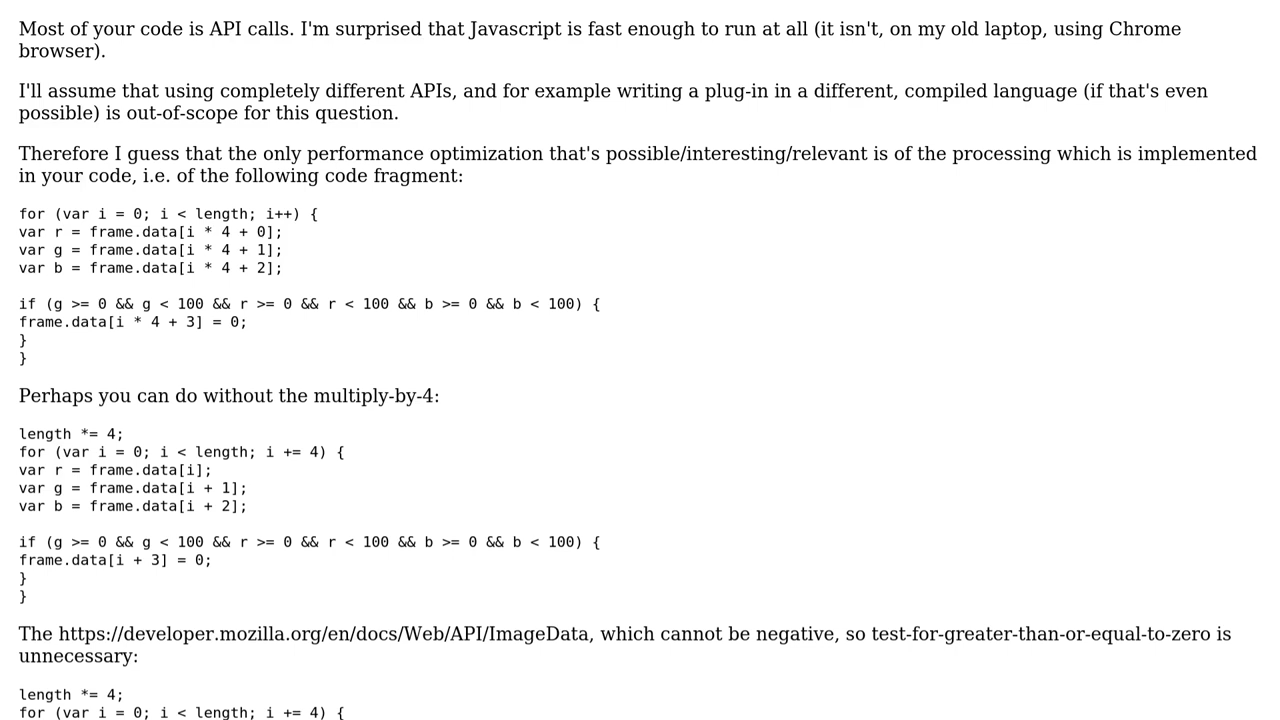 Most of your code is API calls. I'm surprised that Javascript is fast enough to run at all (it isn't, on my old laptop, using Chrome
browser).
I'll assume that using completely different APIs, and for example writing a plug-in in a different, compiled language (if that's even
possible) is out-of-scope for this question.
Therefore I guess that the only performance optimization that's possible/interesting/relevant is of the processing which is implemented
in your code, i.e. of the following code fragment:
for (var i = 0; i < length; i++) {
var r = frame.data[i * 4 + 0];
var g = frame.data[i * 4 + 1];
var b = frame.data[i * 4 + 2];
if (g >= 0 && g < 100 && r >= 0 && r < 100 && b >= 0 && b < 100) {
frame.data[i * 4 + 3] = 0;
}
}
Perhaps you can do without the multiply-by-4:
length *= 4;
for (var i = 0; i < length; i += 4) {
var r = frame.data[i];
var g = frame.data[i + 1];
var b = frame.data[i + 2];
if (g >= 0 && g < 100 && r >= 0 && r < 100 && b >= 0 && b < 100) {
frame.data[i + 3] = 0;
}
}
The https://developer.mozilla.org/en/docs/Web/API/ImageData, which cannot be negative, so test-for-greater-than-or-equal-to-zero is
unnecessary:
length *= 4;
for (var i = 0; i < length; i += 4) {